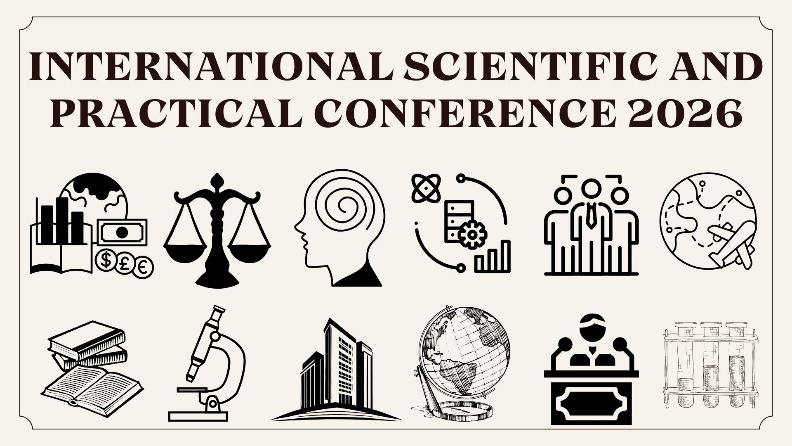 INTERNATIONAL SCIENTIFIC AND
PRACTICAL CONFERENCE 2026
$ £ €